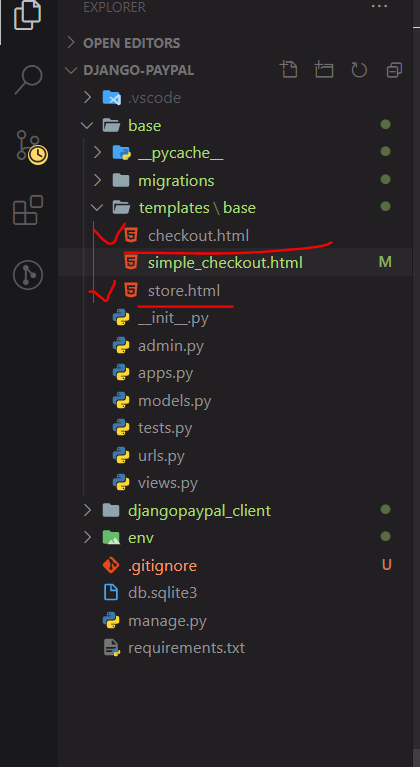 EXPLORER
OPEN EDITORS
DJANGO-PAYPAL
.vscode
base
__pycache__
migrations
templates \ base
checkout.html
simple_checkout.html M
store.html
__init__.py
admin.py
apps.py
models.py
tests.py
urls.py
views.py
djangopaypal_client
env
.gitignore U
db.sqlite3
manage.py
requirements.txt